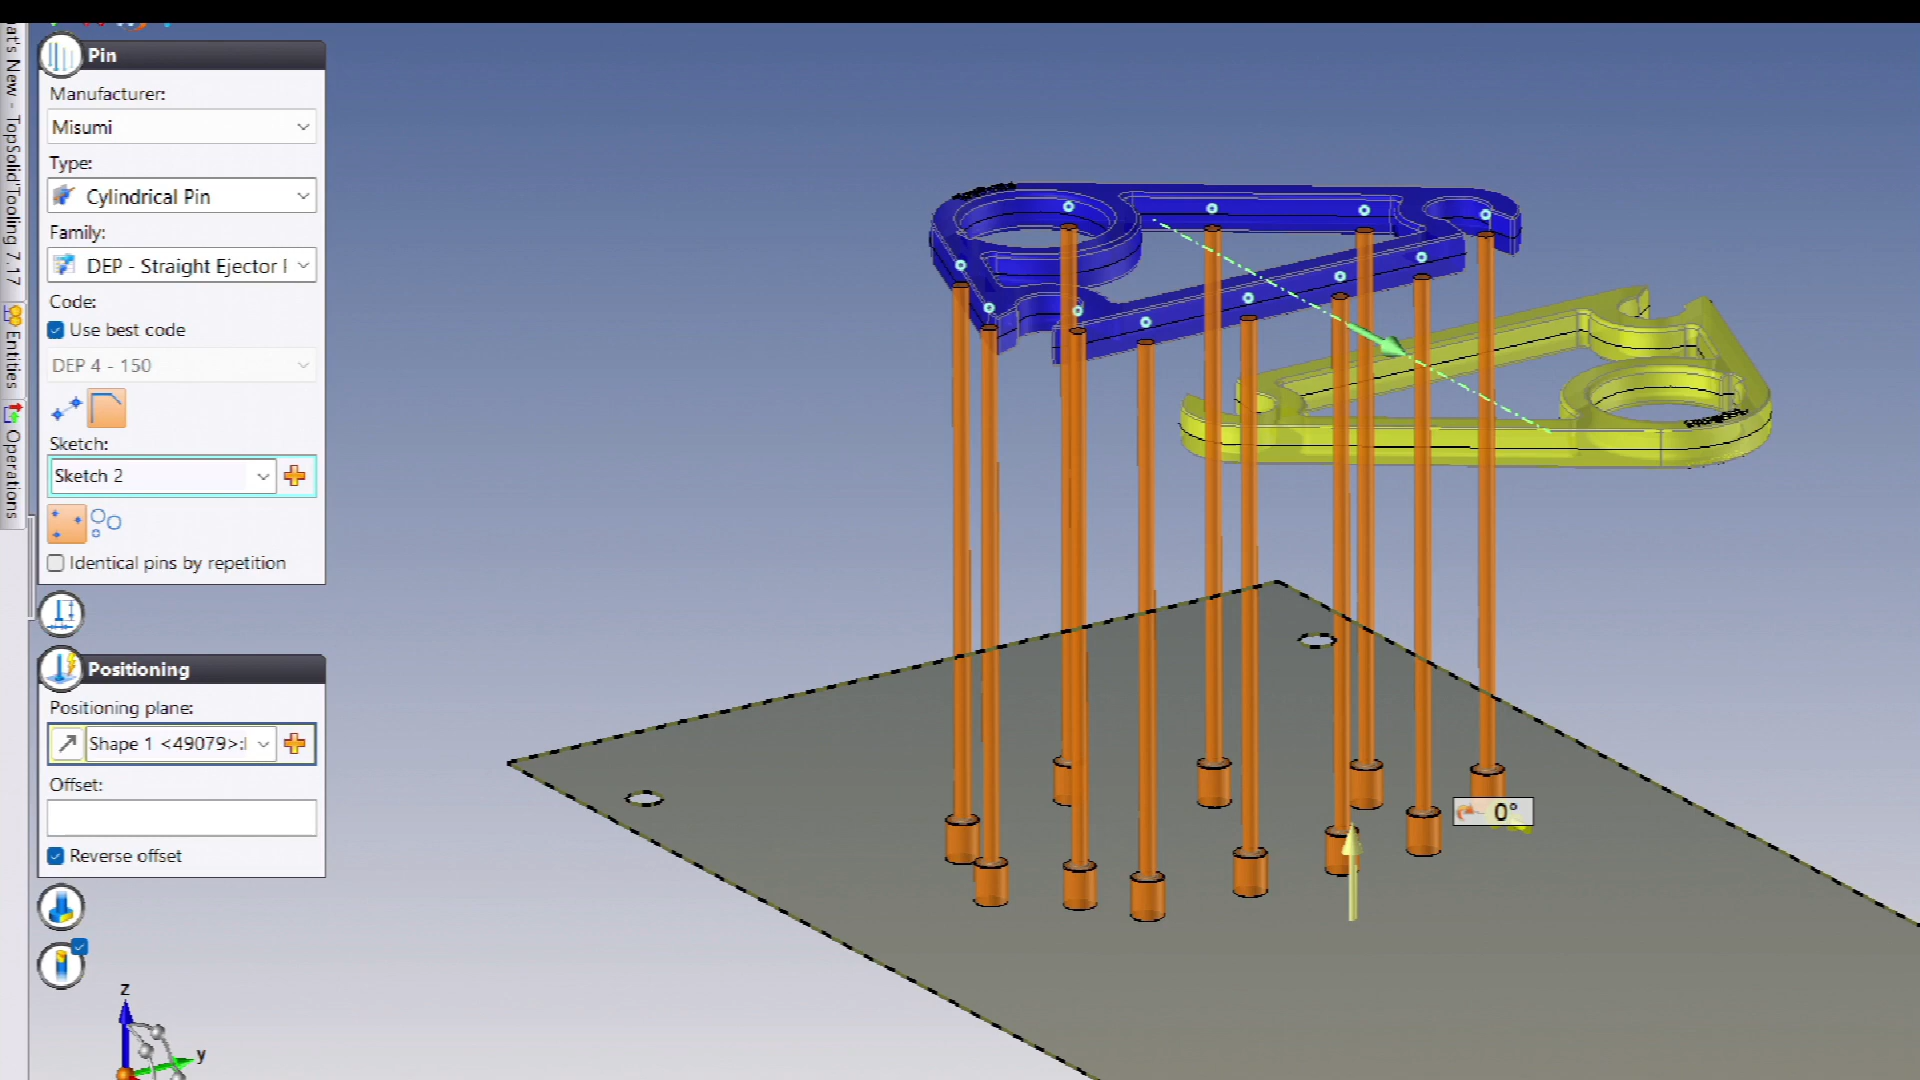 at's New - TopSolid'Tooling 7.17
Entities
Operations
Pin
Manufacturer:
Misumi
Type:
Cylindrical Pin
Family:
DEP - Straight Ejector
Code:
Use best code
DEP 4 - 150
Sketch:
Sketch 2
Identical pins by repetition
Positioning
Positioning plane:
Shape 1 <49079>:
Offset:
Reverse offset
0°
z
y